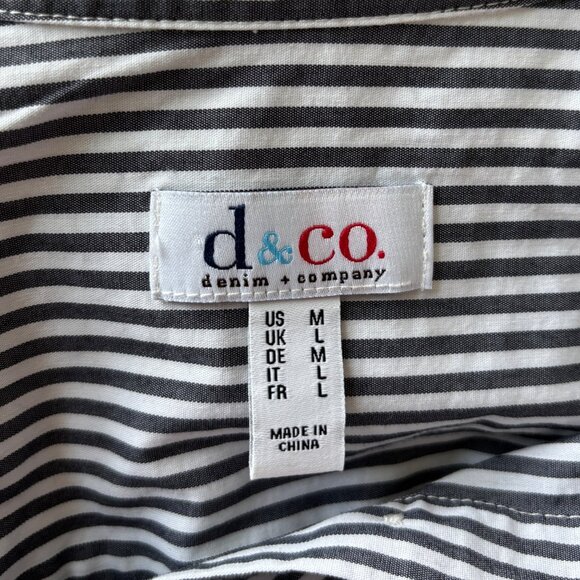 d&co.
denim + company
US M
UK L
DE M
IT L
FR L
MADE IN
CHINA